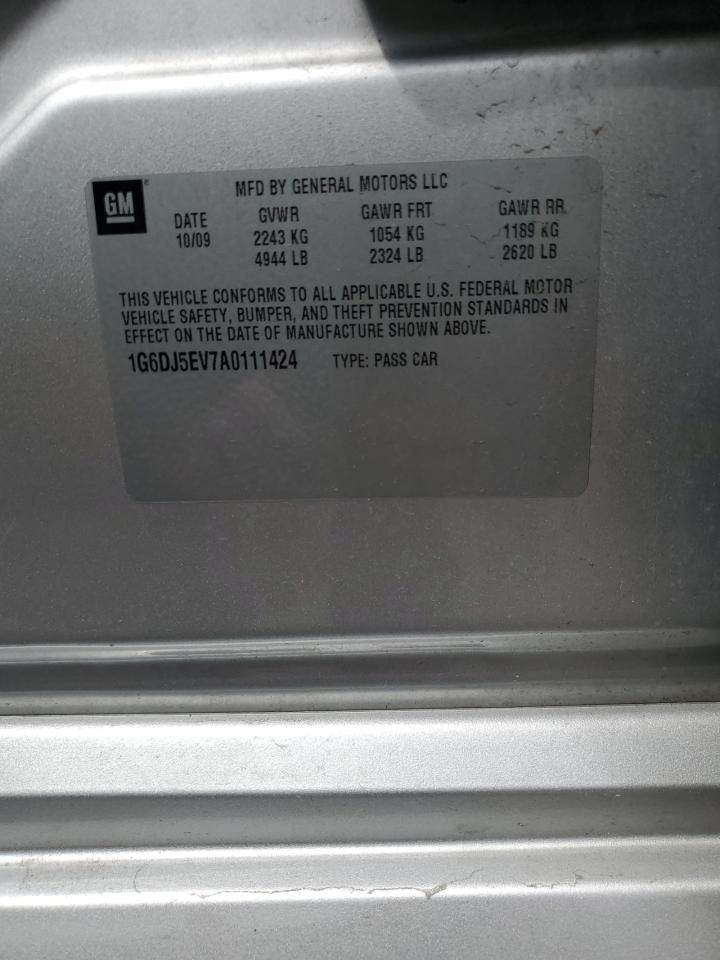 GM
MFD BY GENERAL MOTORS LLC
DATE GVWR GAWR FRT GAWR RR
10/09 2243 KG 1054 KG 1189 KG
4944 LB 2324 LB 2620 LB
THIS VEHICLE CONFORMS TO ALL APPLICABLE U.S. FEDERAL MOTOR
VEHICLE SAFETY, BUMPER, AND THEFT PREVENTION STANDARDS IN
EFFECT ON THE DATE OF MANUFACTURE SHOWN ABOVE.
1G6DJ5EV7A0111424 TYPE: PASS CAR